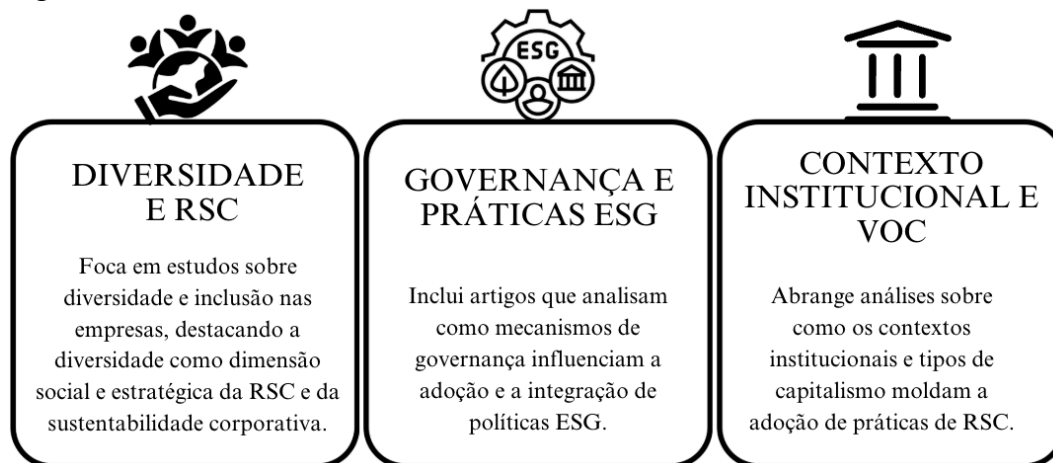 ESG
DIVERSIDADE
E RSC
Foca em estudos sobre
diversidade e inclusão nas
empresas, destacando a
diversidade como dimensão
social e estratégica da RSC e da
sustentabilidade corporativa.
GOVERNANÇA E
PRÁTICAS ESG
Inclui artigos que analisam
como mecanismos de
governança influenciam a
adoção e a integração de
políticas ESG.
CONTEXTO
INSTITUCIONAL E
VOC
Abrange análises sobre
como os contextos
institucionais e tipos de
capitalismo moldam a
adoção de práticas de RSC.